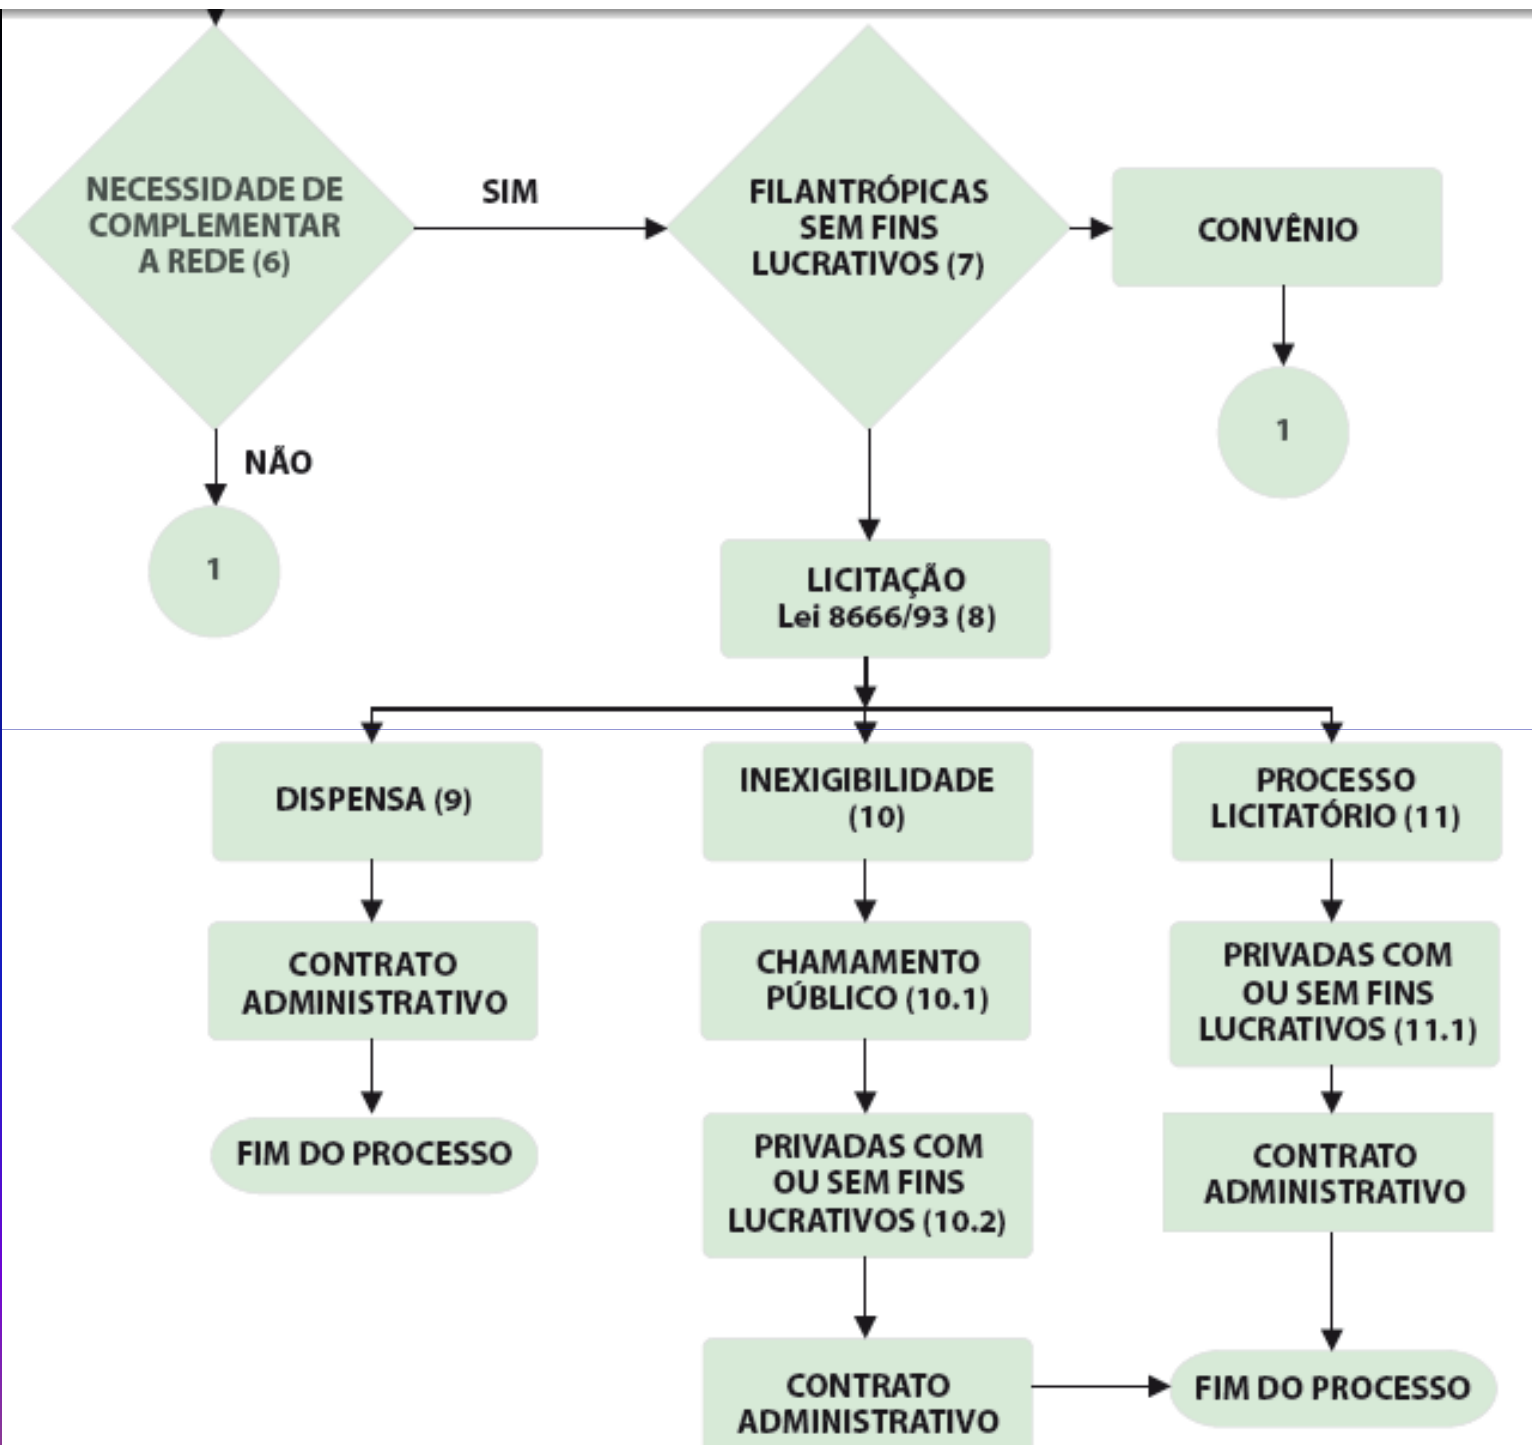 NECESSIDADE DE
COMPLEMENTAR
A REDE (6)
SIM
FILANTRÓPICAS
SEM FINS
LUCRATIVOS (7)
CONVÊNIO
1
NÃO
1
LICITAÇÃO
Lei 8666/93 (8)
DISPENSA (9)
INEXIGIBILIDADE
(10)
PROCESSO
LICITATÓRIO (11)
CONTRATO
ADMINISTRATIVO
CHAMAMENTO
PÚBLICO (10.1)
PRIVADAS COM
OU SEM FINS
LUCRATIVOS (11.1)
FIM DO PROCESSO
PRIVADAS COM
OU SEM FINS
LUCRATIVOS (10.2)
CONTRATO
ADMINISTRATIVO
CONTRATO
ADMINISTRATIVO
FIM DO PROCESSO